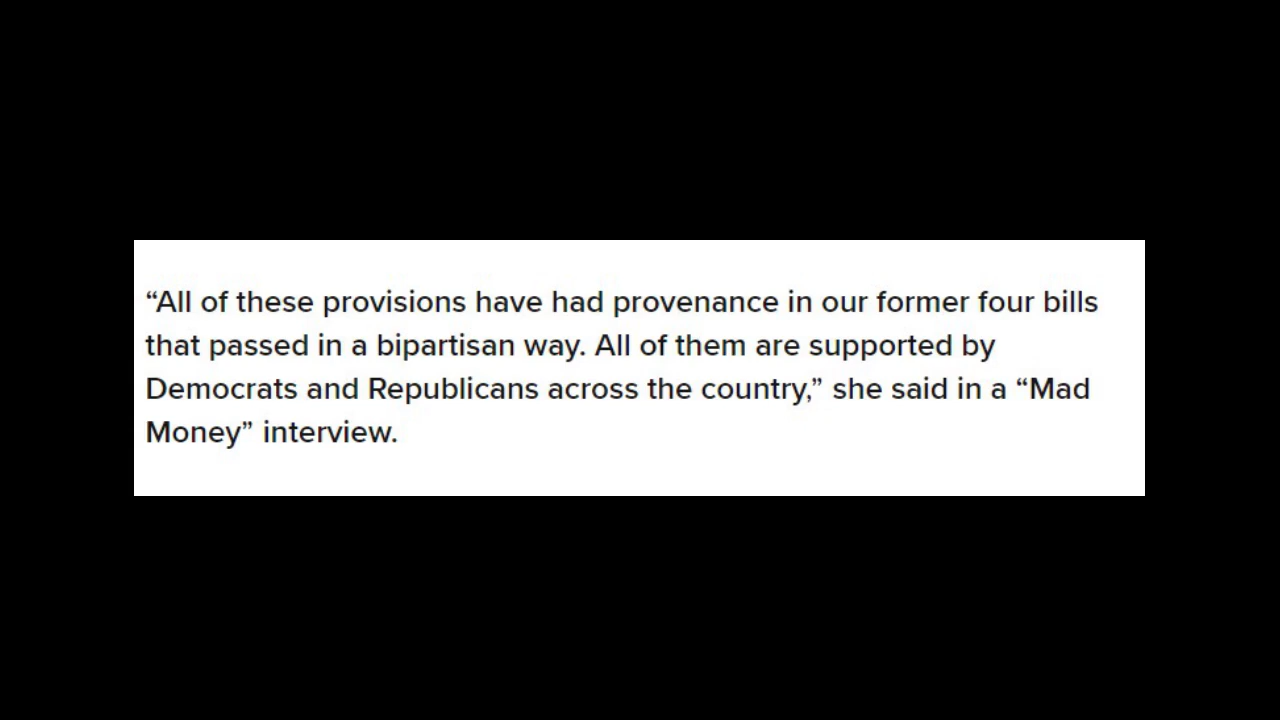 “All of these provisions have had provenance in our former four bills
that passed in a bipartisan way. All of them are supported by
Democrats and Republicans across the country,” she said in a “Mad
Money” interview.